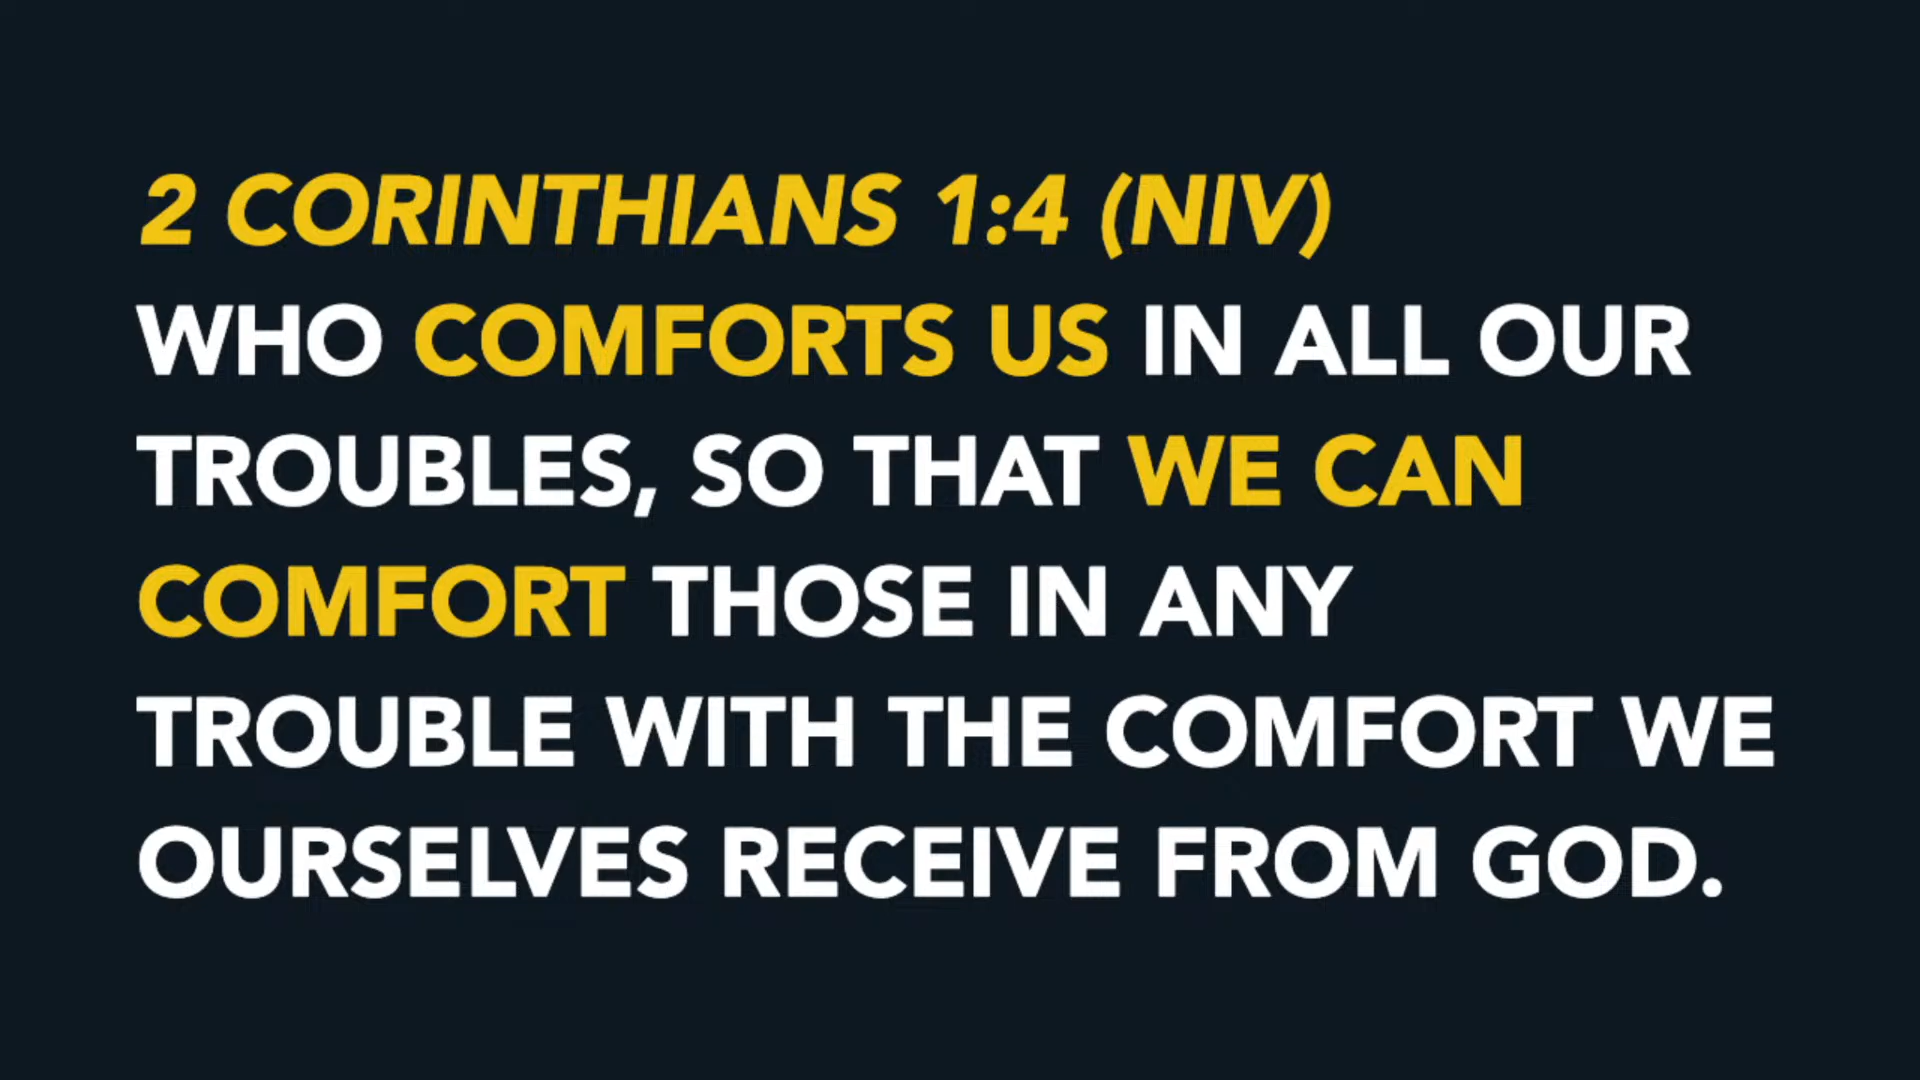 2 CORINTHIANS 1:4 (NIV)
WHO COMFORTS US IN ALL OUR
TROUBLES, SO THAT WE CAN
COMFORT THOSE IN ANY
TROUBLE WITH THE COMFORT WE
OURSELVES RECEIVE FROM GOD.